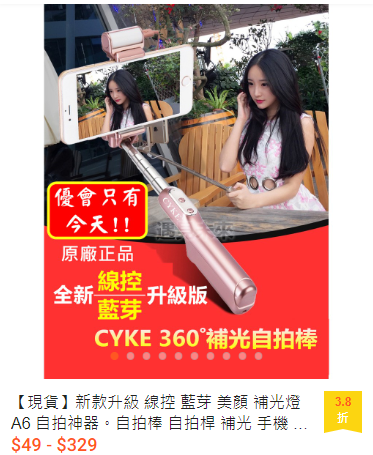 CYKE
優會只有
今天!!
原廠正品
全新線控藍芽升級版
CYKE 360°補光自拍棒
【現貨】新款升級 線控 藍芽 美顏 補光燈
A6 自拍神器。自拍棒 自拍桿 補光 手機 ...
3.8
折
$49 - $329